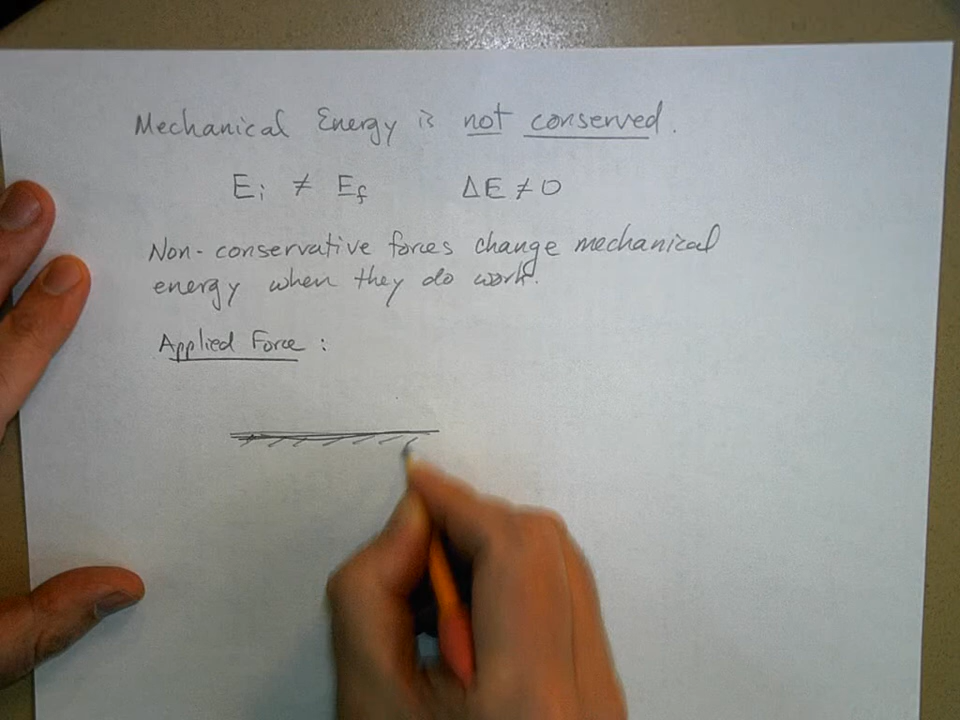 Mechanical Energy is not conserved.
Ei ≠ Ef ΔE ≠ 0
Non-conservative forces change mechanical
energy when they do work.
Applied Force :